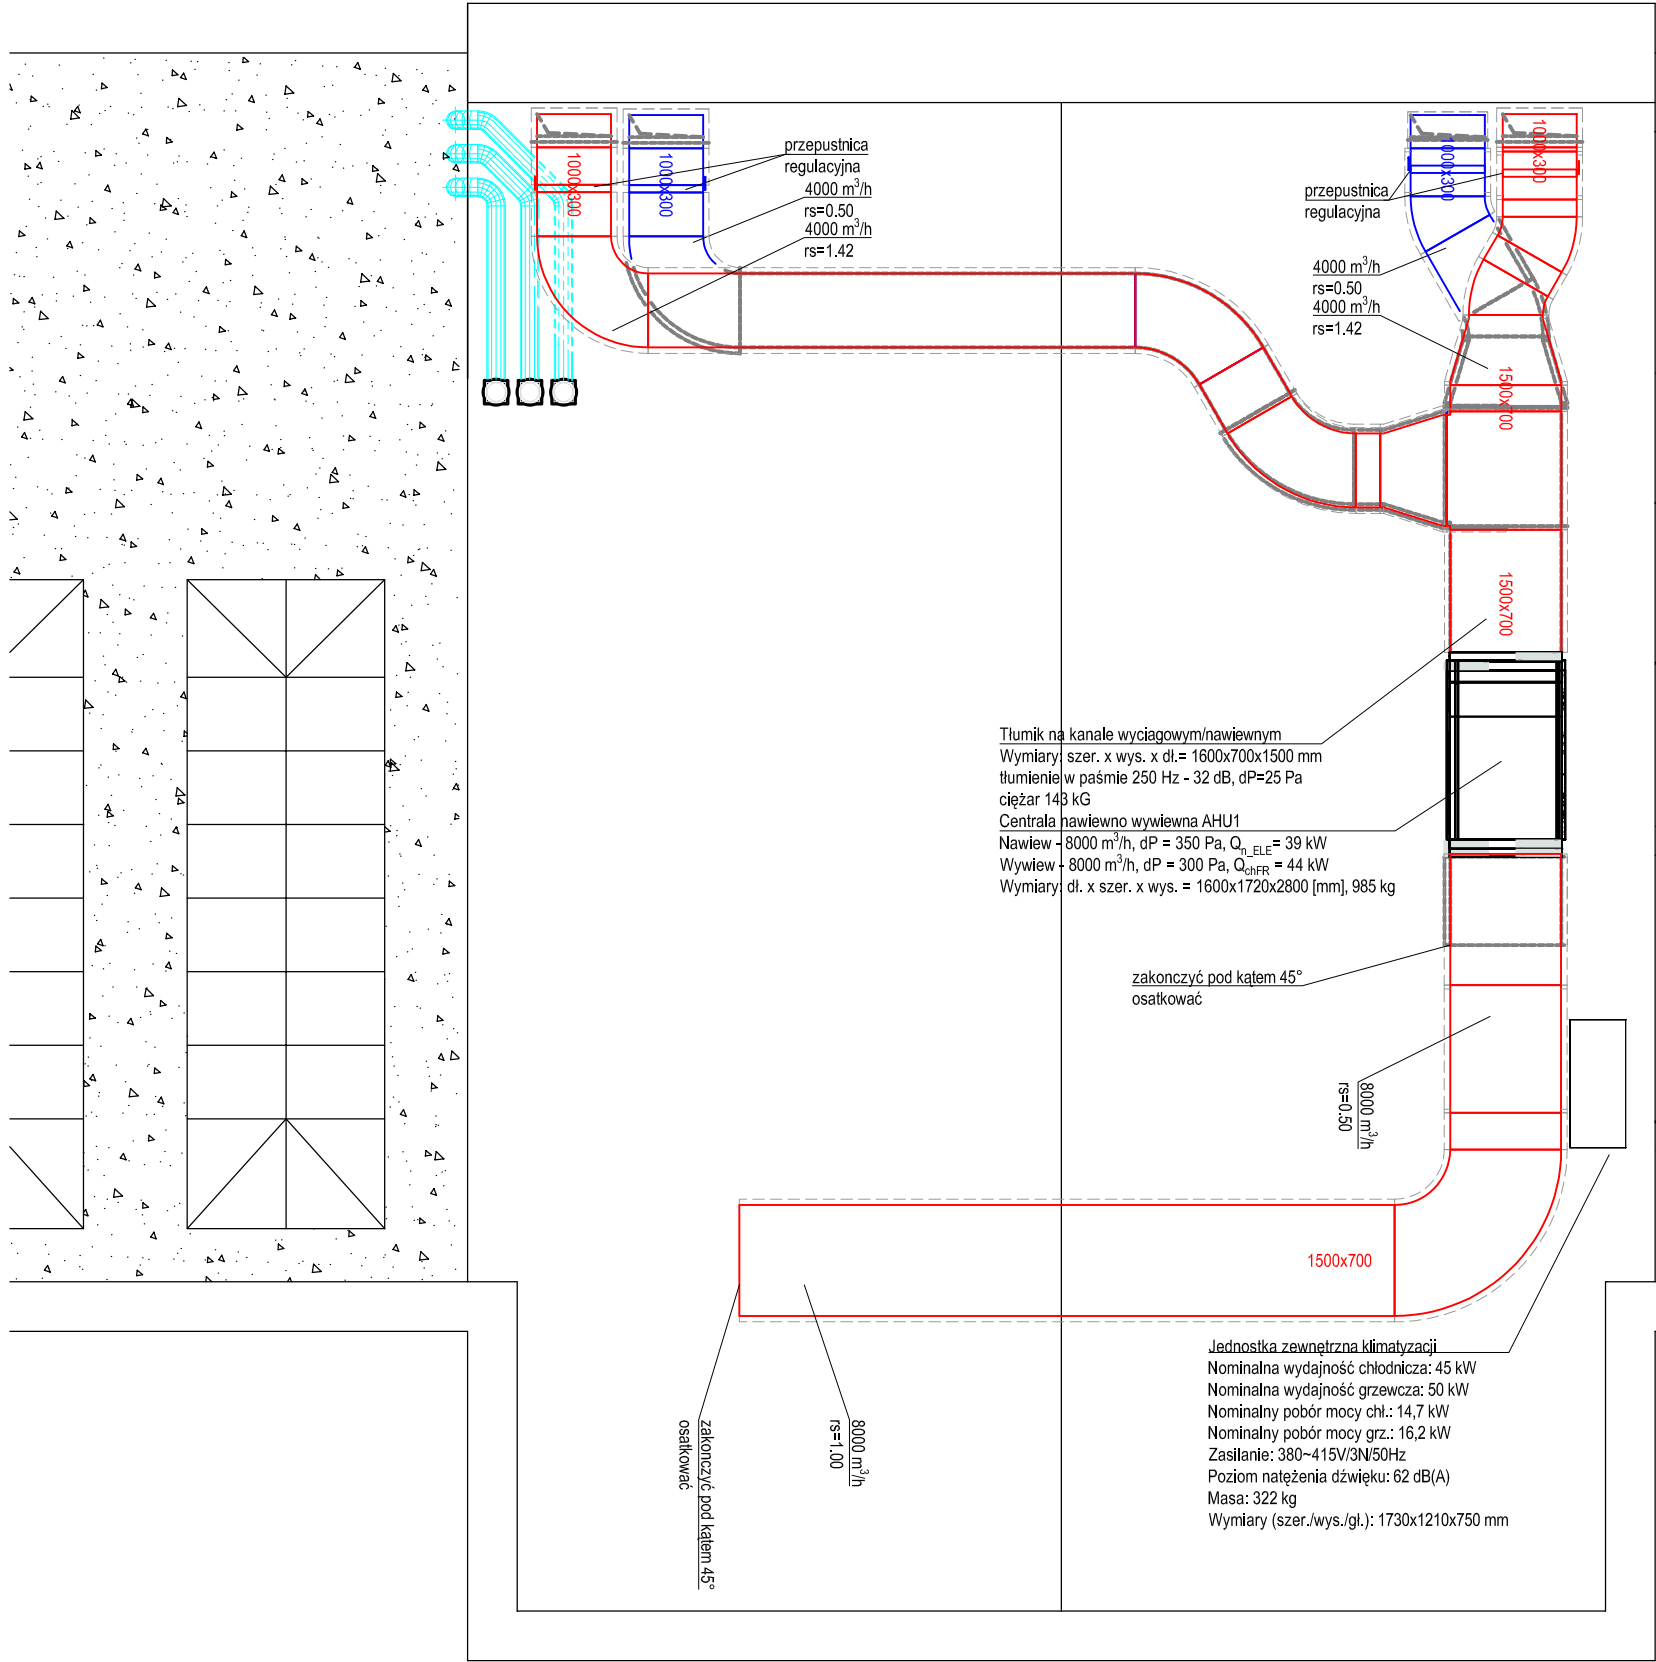 1000x300
1000x300
przepustnica
regulacyjna
4000 m³/h
rs=0.50
4000 m³/h
rs=1.42
1000x300
1000x300
przepustnica
regulacyjna
4000 m³/h
rs=0.50
4000 m³/h
rs=1.42
1500x700
1500x700
Tłumik na kanale wyciagowym/nawiewnym
Wymiary: szer. x wys. x dł.= 1600x700x1500 mm
tłumienie w paśmie 250 Hz - 32 dB, dP=25 Pa
ciężar 143 kG
Centrala nawiewno wywiewna AHU1
Nawiew - 8000 m³/h, dP = 350 Pa, Qn_ELE = 39 kW
Wywiew - 8000 m³/h, dP = 300 Pa, QchFR = 44 kW
Wymiary: dł. x szer. x wys. = 1600x1720x2800 [mm], 985 kg
zakonczyć pod kątem 45°
osatkować
8000 m³/h
rs=0.50
1500x700
Jednostka zewnętrzna klimatyzacji
Nominalna wydajność chłodnicza: 45 kW
Nominalna wydajność grzewcza: 50 kW
Nominalny pobór mocy chł.: 14,7 kW
Nominalny pobór mocy grz.: 16,2 kW
Zasilanie: 380~415V/3N/50Hz
Poziom natężenia dźwięku: 62 dB(A)
Masa: 322 kg
Wymiary (szer./wys./gł.): 1730x1210x750 mm
zakonczyć pod kątem 45°
osatkować
8000 m³/h
rs=1.00